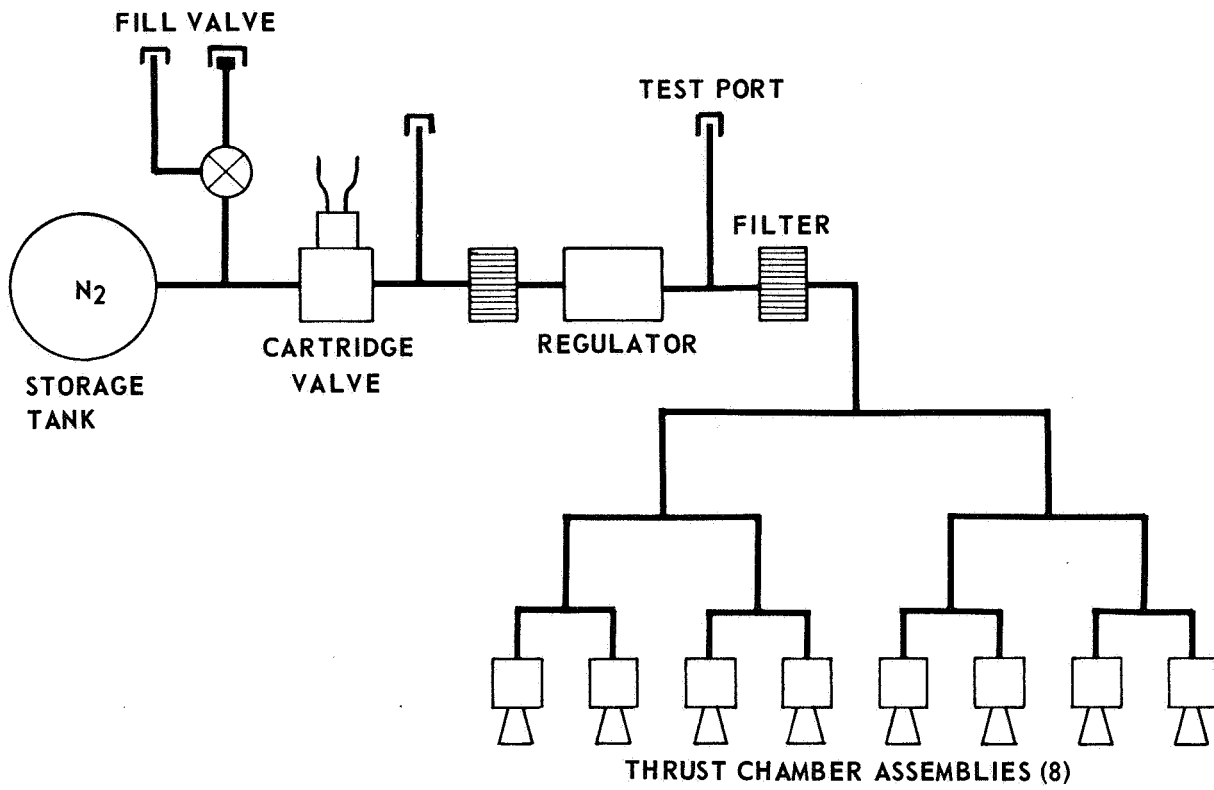 FILL VALVE
TEST PORT
FILTER
N2
CARTRIDGE
VALVE
REGULATOR
STORAGE
TANK
THRUST CHAMBER ASSEMBLIES (8)